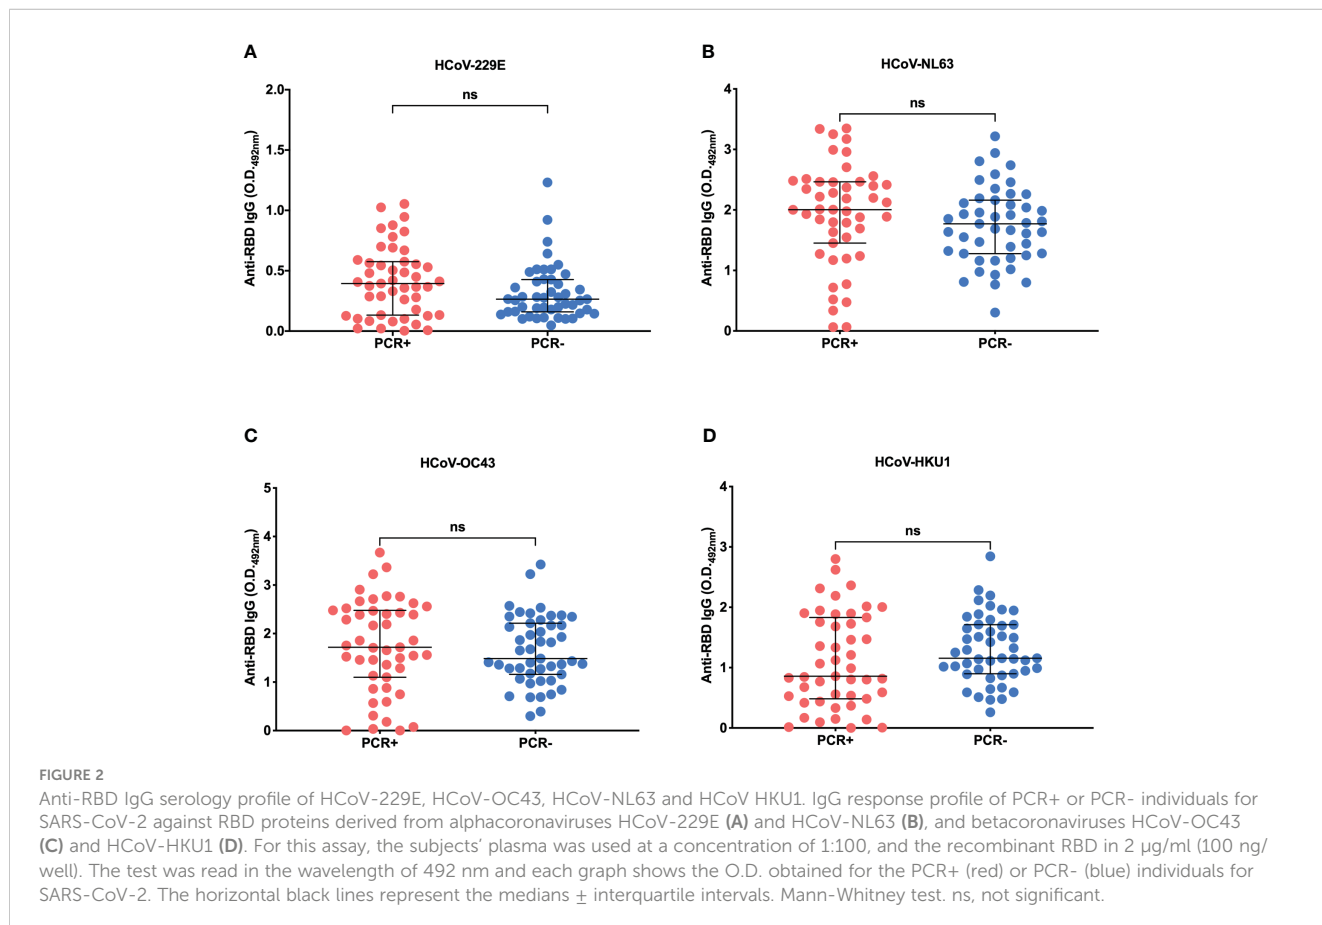 A
HCoV-229E
Anti-RBD IgG (O.D.492nm)
2.0
1.5
1.0
0.5
0.0
ns
PCR+
PCR-
B
HCoV-NL63
Anti-RBD IgG (O.D.492nm)
4
3
2
1
0
ns
PCR+
PCR-
C
HCoV-OC43
Anti-RBD IgG (O.D.492nm)
5
4
3
2
1
0
ns
PCR+
PCR-
D
HCoV-HKU1
Anti-RBD IgG (O.D.492nm)
4
3
2
1
0
ns
PCR+
PCR-
FIGURE 2
Anti-RBD IgG serology profile of HCoV-229E, HCoV-OC43, HCoV-NL63 and HCoV HKU1. IgG response profile of PCR+ or PCR- individuals for
SARS-CoV-2 against RBD proteins derived from alphacoronaviruses HCoV-229E (A) and HCoV-NL63 (B), and betacoronaviruses HCoV-OC43
(C) and HCoV-HKU1 (D). For this assay, the subjects' plasma was used at a concentration of 1:100, and the recombinant RBD in 2 μg/ml (100 ng/
well). The test was read in the wavelength of 492 nm and each graph shows the O.D. obtained for the PCR+ (red) or PCR- (blue) individuals for
SARS-CoV-2. The horizontal black lines represent the medians ± interquartile intervals. Mann-Whitney test. ns, not significant.